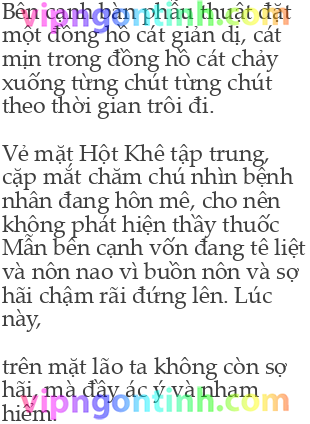 Bên cạnh bàn phẫu thuật đặt
vipngontinh.com
một đồng hồ cát giản dị, cát
mịn trong đồng hồ cát chảy
xuống từng chút từng chút
theo thời gian trôi đi.
Vẻ mặt Hột Khê tập trung,
cặp mắt chăm chú nhìn bệnh
nhân đang hôn mê, cho nên
không phát hiện thầy thuốc
Mẫn bên cạnh vốn đang tê liệt
và nôn nao vì buồn nôn và sợ
hãi chậm rãi đứng lên. Lúc
này,
trên mặt lão ta không còn sợ
hãi, mà đầy ác ý và nham
vipngontinh.com
hiểm.